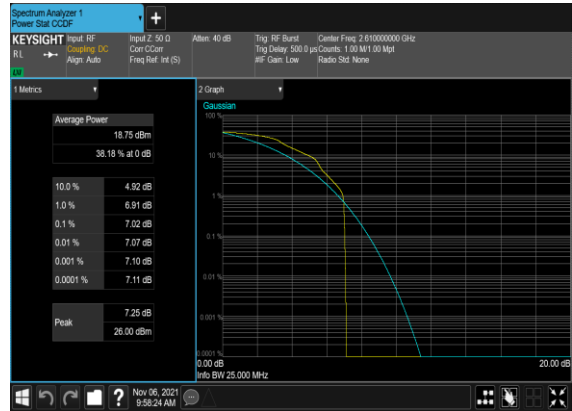 Spectrum Analyzer 1
Power Stat CCDF
KEYSIGHT
R L
Input: RF
Coupling: DC
Align: Auto
Input Z: 50 Ω
Corr CCorr
Freq Ref: Int (S)
Atten: 40 dB
Trig: RF Burst
Trig Delay: 500.0 µs
#IF Gain: Low
Center Freq: 2.610000000 GHz
Counts: 1.00 M/1.00 Mpt
Radio Std: None
1 Metrics
Average Power
18.75 dBm
38.18 % at 0 dB
10.0 % 4.92 dB
1.0 % 6.91 dB
0.1 % 7.02 dB
0.01 % 7.07 dB
0.001 % 7.10 dB
0.0001 % 7.11 dB
Peak
7.25 dB
26.00 dBm
2 Graph
Gaussian
100 %
10 %
1 %
0.1 %
0.01 %
0.001 %
0.0001 %
0.00 dB
20.00 dB
Info BW 25.000 MHz
?
Nov 06, 2021
9:58:24 AM